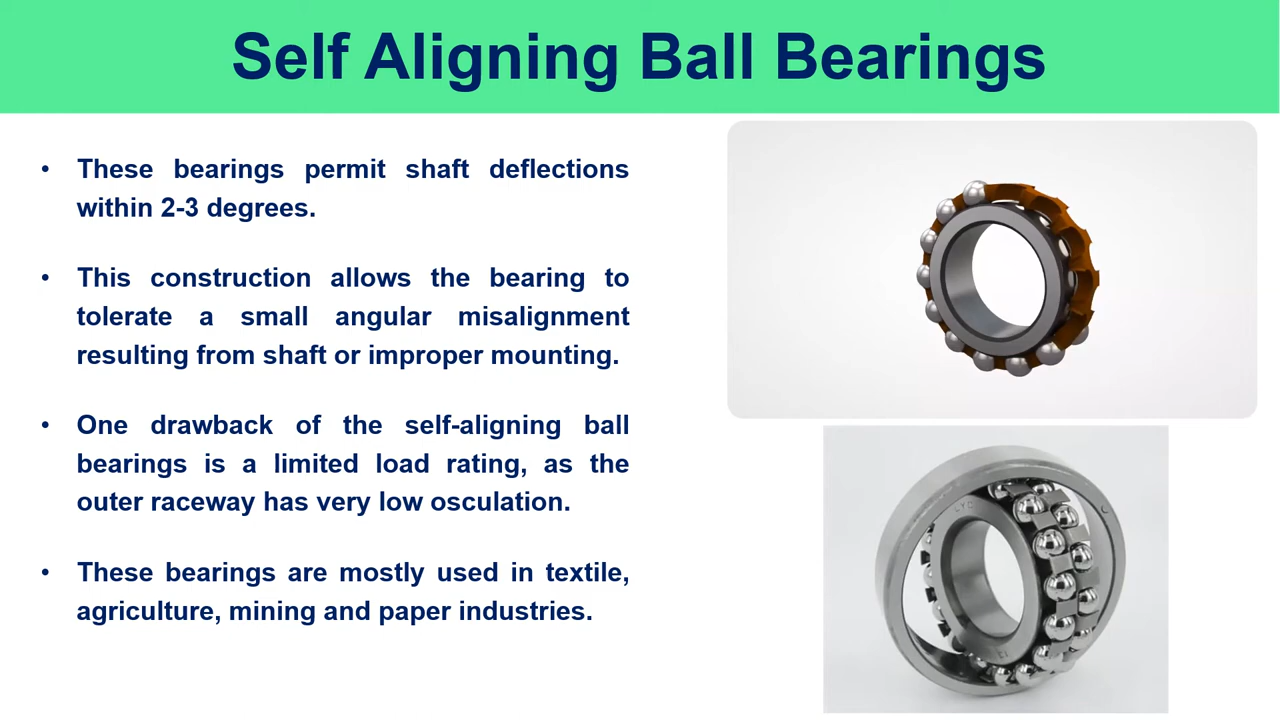 Self Aligning Ball Bearings
• These bearings permit shaft deflections
within 2-3 degrees.
• This construction allows the bearing to
tolerate a small angular misalignment
resulting from shaft or improper mounting.
• One drawback of the self-aligning ball
bearings is a limited load rating, as the
outer raceway has very low osculation.
• These bearings are mostly used in textile,
agriculture, mining and paper industries.